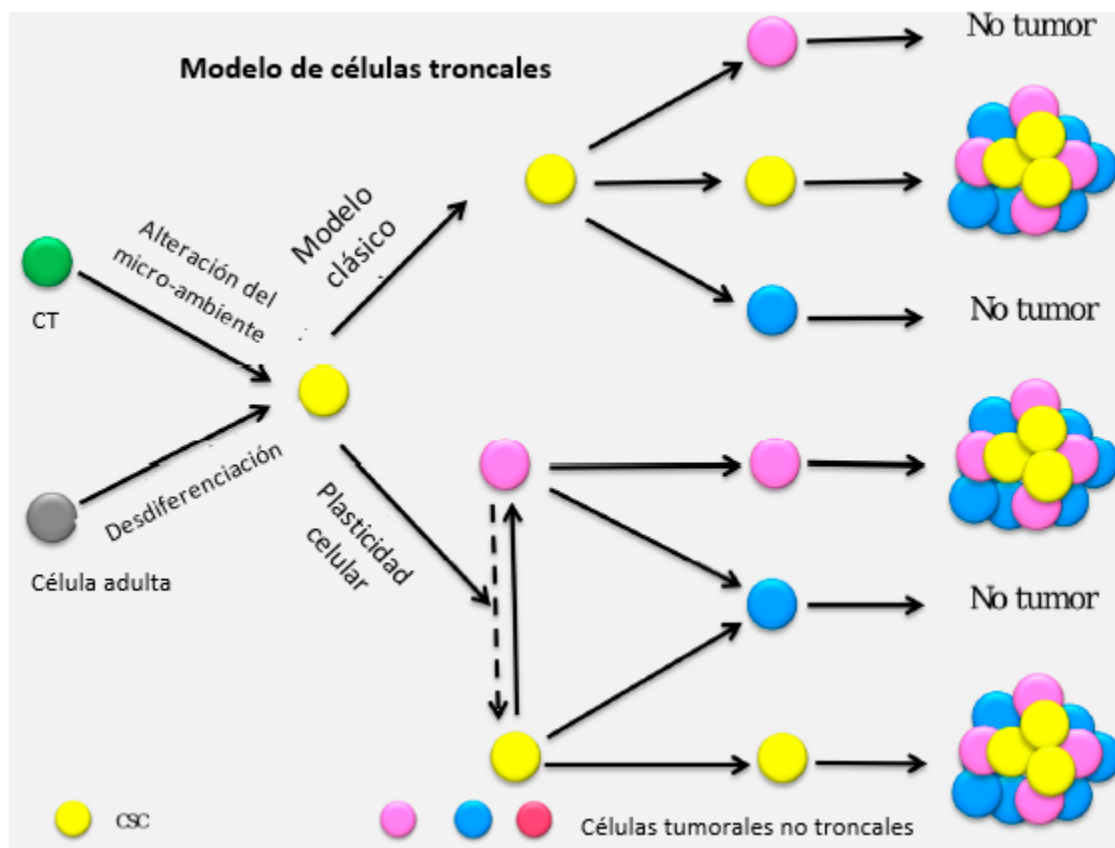 No tumor
Modelo de células troncales
Modelo
clásico
Alteración del
micro-ambiente
CT
No tumor
Desdiferenciación
Plasticidad
celular
Célula adulta
No tumor
CSC
Células tumorales no troncales